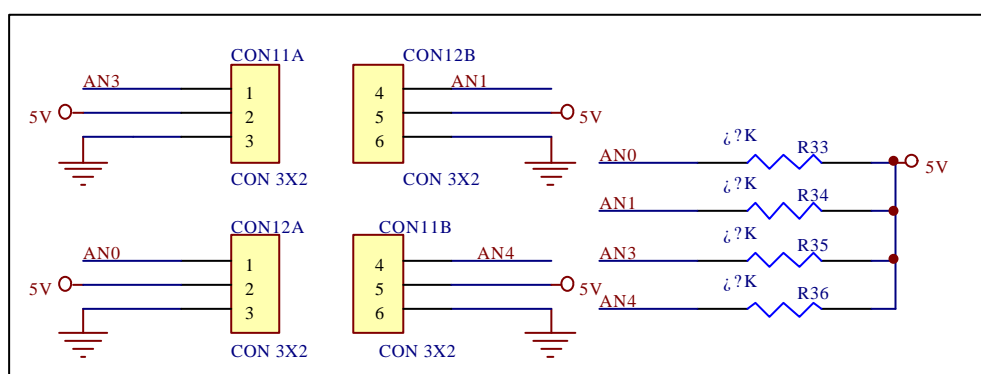 CON11A
AN3
1
5V
2
3
CON 3X2
CON12B
4
AN1
5
5V
6
CON 3X2
CON12A
AN0
1
5V
2
3
CON 3X2
CON11B
4
AN4
5
5V
6
CON 3X2
¿?K
R33
AN0
5V
¿?K
R34
AN1
¿?K
R35
AN3
¿?K
R36
AN4